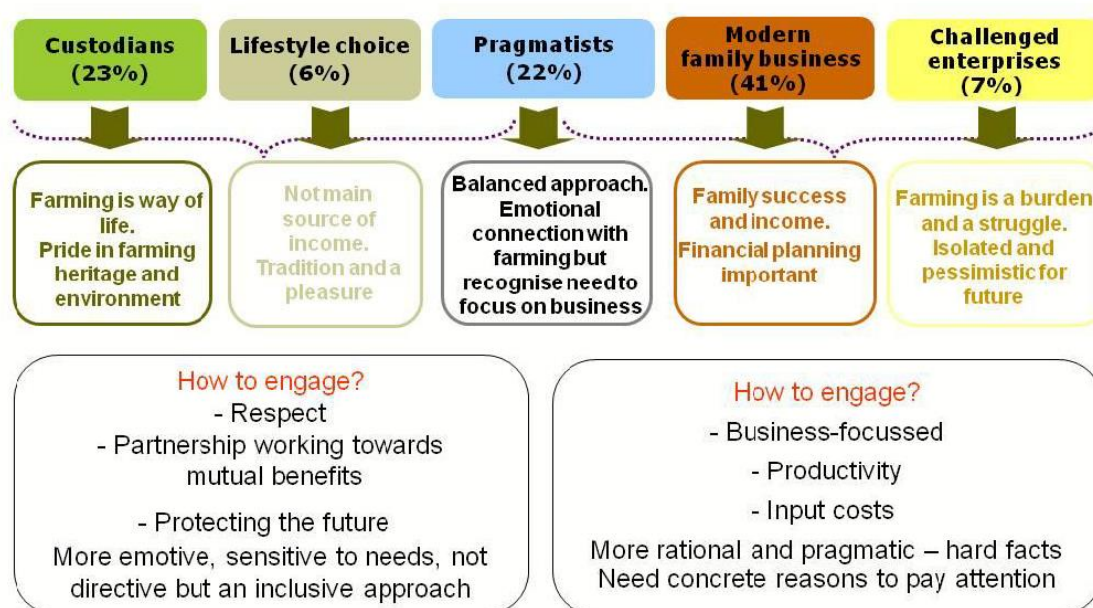 Custodians
(23%)
Lifestyle choice
(6%)
Pragmatists
(22%)
Modern
family business
(41%)
Challenged
enterprises
(7%)
Farming is way of
life.
Pride in farming
heritage and
environment
Not main
source of
income.
Tradition and a
pleasure
Balanced approach.
Emotional
connection with
farming but
recognise need to
focus on business
Family success
and income.
Financial planning
important
Farming is a burden
and a struggle.
Isolated and
pessimistic for
future
How to engage?
- Respect
- Partnership working towards
mutual benefits
- Protecting the future
More emotive, sensitive to needs, not
directive but an inclusive approach
How to engage?
- Business-focussed
- Productivity
- Input costs
More rational and pragmatic – hard facts
Need concrete reasons to pay attention